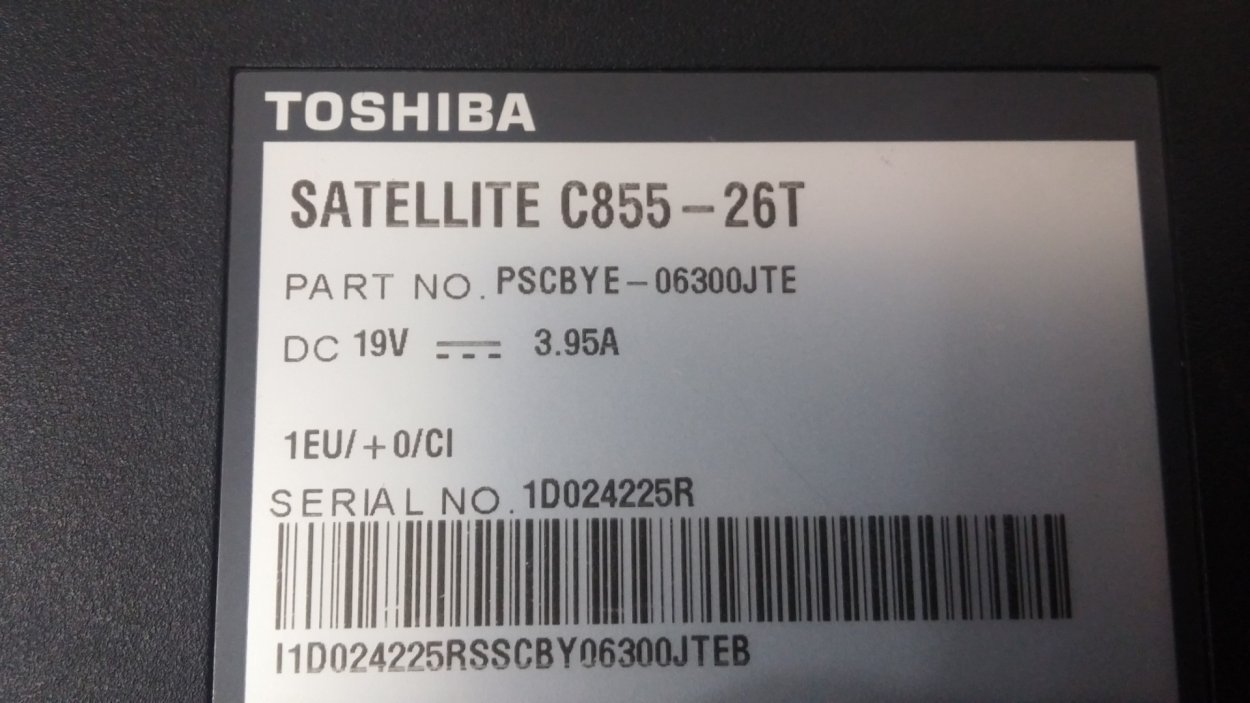 TOSHIBA
SATELLITE C855-26T
PART NO. PSCBYE-06300JTE
DC 19V ⎓ 3.95A
1EU/+0/CI
SERIAL NO. 1D024225R
I1D024225RSSCBY06300JTEB